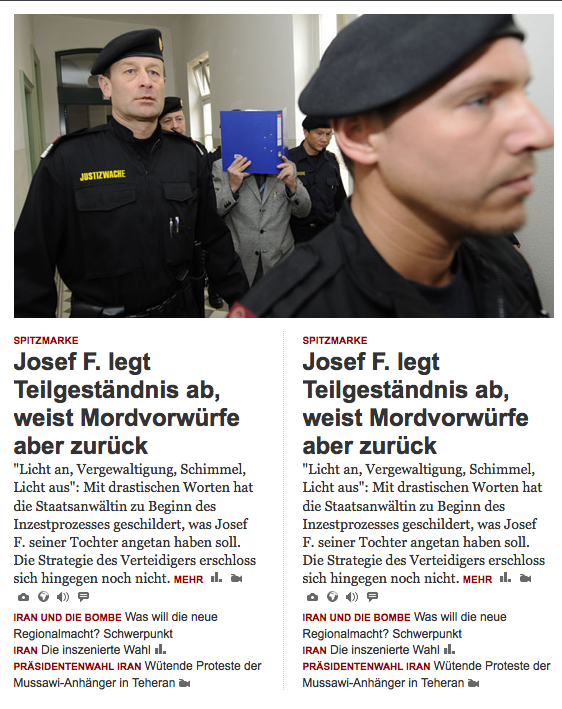 JUSTIZWACHE
SPITZMARKE
Josef F. legt
Teilgeständnis ab,
weist Mordvorwürfe
aber zurück
"Licht an, Vergewaltigung, Schimmel,
Licht aus": Mit drastischen Worten hat
die Staatsanwältin zu Beginn des
Inzestprozesses geschildert, was Josef
F. seiner Tochter angetan haben soll.
Die Strategie des Verteidigers erschloss
sich hingegen noch nicht. MEHR
IRAN UND DIE BOMBE Was will die neue
Regionalmacht? Schwerpunkt
IRAN Die inszenierte Wahl
PRÄSIDENTENWAHL IRAN Wütende Proteste der
Mussawi-Anhänger in Teheran
SPITZMARKE
Josef F. legt
Teilgeständnis ab,
weist Mordvorwürfe
aber zurück
"Licht an, Vergewaltigung, Schimmel,
Licht aus": Mit drastischen Worten hat
die Staatsanwältin zu Beginn des
Inzestprozesses geschildert, was Josef
F. seiner Tochter angetan haben soll.
Die Strategie des Verteidigers erschloss
sich hingegen noch nicht. MEHR
IRAN UND DIE BOMBE Was will die neue
Regionalmacht? Schwerpunkt
IRAN Die inszenierte Wahl
PRÄSIDENTENWAHL IRAN Wütende Proteste der
Mussawi-Anhänger in Teheran